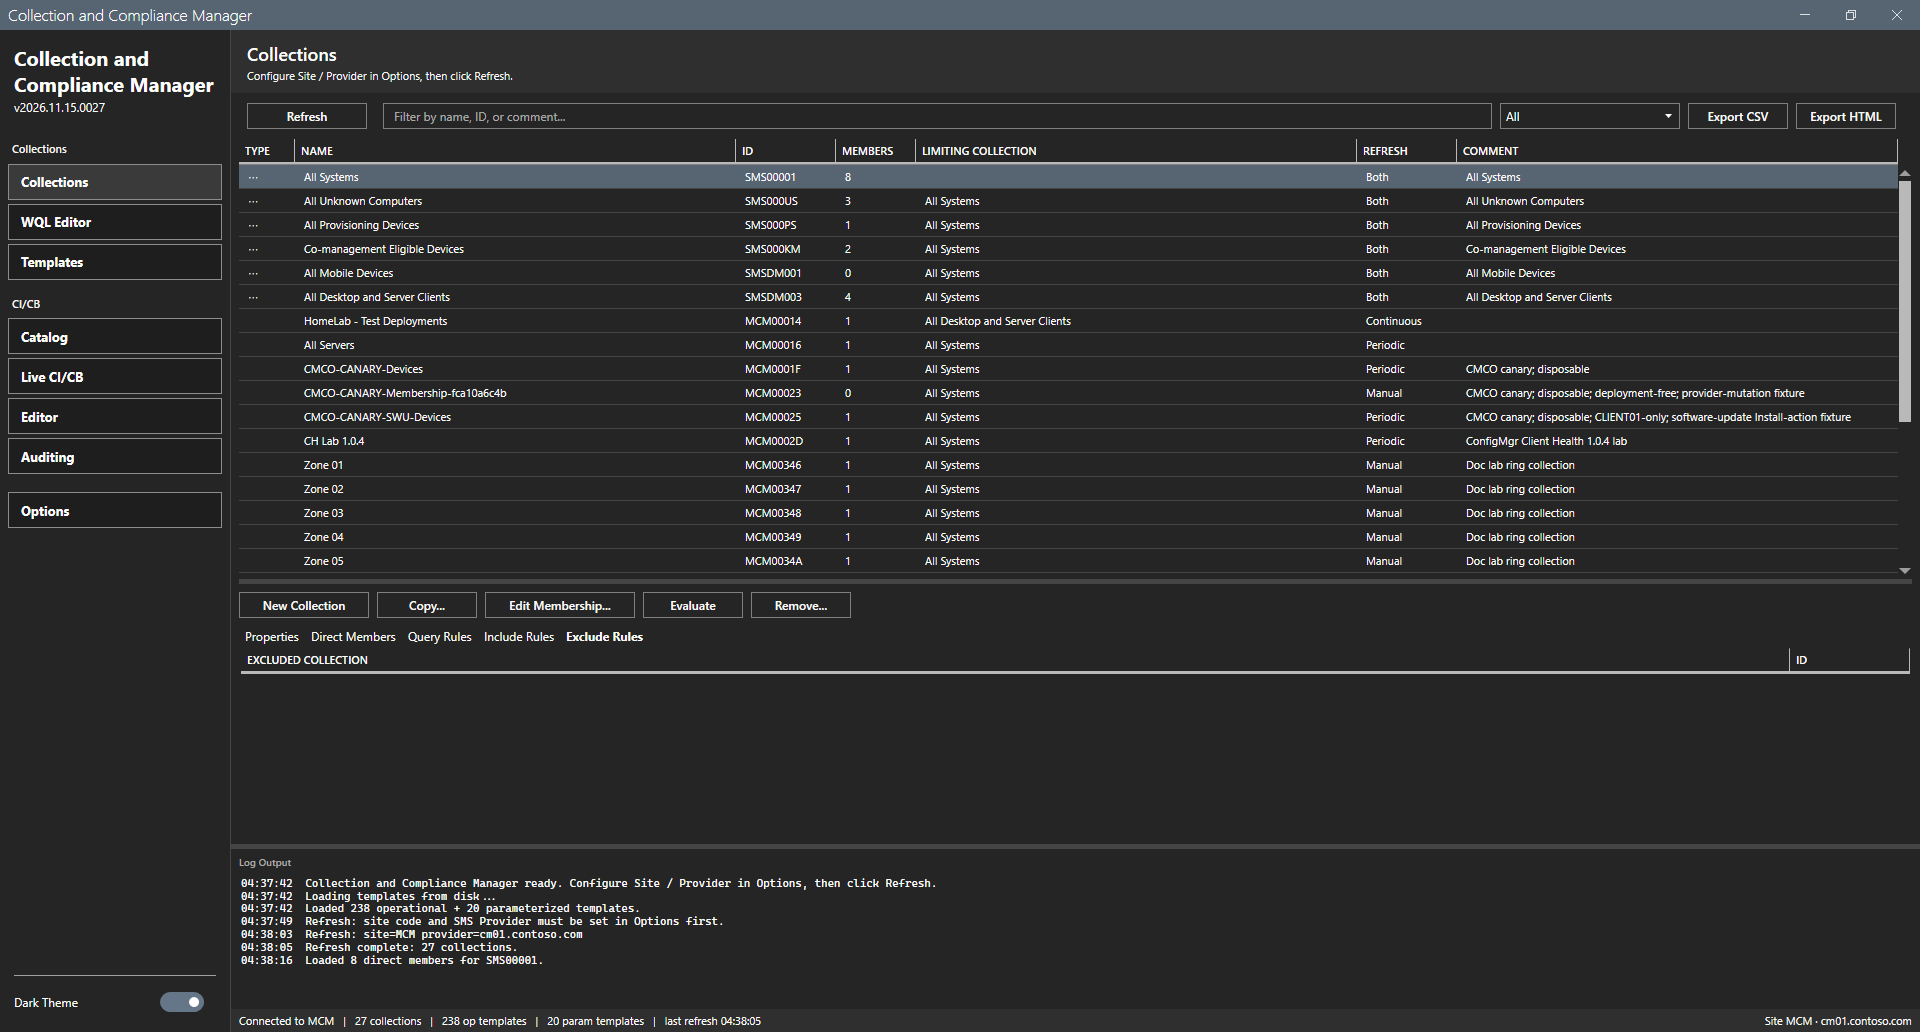 Collection and Compliance Manager
Collection and
Compliance Manager
v2026.11.15.0027
Collections
Collections
WQL Editor
Templates
CI/CB
Catalog
Live CI/CB
Editor
Auditing
Options
Dark Theme
Collections
Configure Site / Provider in Options, then click Refresh.
Refresh Filter by name, ID, or comment... All Export CSV Export HTML
TYPE NAME ID MEMBERS LIMITING COLLECTION REFRESH COMMENT
... All Systems SMS00001 8 Both All Systems
... All Unknown Computers SMS000US 3 All Systems Both All Unknown Computers
... All Provisioning Devices SMS000PS 1 All Systems Both All Provisioning Devices
... Co-management Eligible Devices SMS000KM 2 All Systems Both Co-management Eligible Devices
... All Mobile Devices SMSDM001 0 All Systems Both All Mobile Devices
... All Desktop and Server Clients SMSDM003 4 All Systems Both All Desktop and Server Clients
HomeLab - Test Deployments MCM00014 1 All Desktop and Server Clients Continuous
All Servers MCM00016 1 All Systems Periodic
CMCO-CANARY-Devices MCM0001F 1 All Systems Periodic CMCO canary; disposable
CMCO-CANARY-Membership-fca10a6c4b MCM00023 0 All Systems Manual CMCO canary; disposable; deployment-free; provider-mutation fixture
CMCO-CANARY-SWU-Devices MCM00025 1 All Systems Periodic CMCO canary; disposable; CLIENT01-only; software-update Install-action fixture
CH Lab 1.0.4 MCM0002D 1 All Systems Periodic ConfigMgr Client Health 1.0.4 lab
Zone 01 MCM00346 1 All Systems Manual Doc lab ring collection
Zone 02 MCM00347 1 All Systems Manual Doc lab ring collection
Zone 03 MCM00348 1 All Systems Manual Doc lab ring collection
Zone 04 MCM00349 1 All Systems Manual Doc lab ring collection
Zone 05 MCM0034A 1 All Systems Manual Doc lab ring collection
New Collection Copy... Edit Membership... Evaluate Remove...
Properties Direct Members Query Rules Include Rules Exclude Rules
EXCLUDED COLLECTION ID
Log Output
04:37:42 Collection and Compliance Manager ready. Configure Site / Provider in Options, then click Refresh.
04:37:42 Loading templates from disk...
04:37:42 Loaded 238 operational + 20 parameterized templates.
04:37:49 Refresh: site code and SMS Provider must be set in Options first.
04:38:03 Refresh: site=MCM provider=cm01.contoso.com
04:38:05 Refresh complete: 27 collections.
04:38:16 Loaded 8 direct members for SMS00001.
Connected to MCM | 27 collections | 238 op templates | 20 param templates | last refresh 04:38:05 Site MCM · cm01.contoso.com